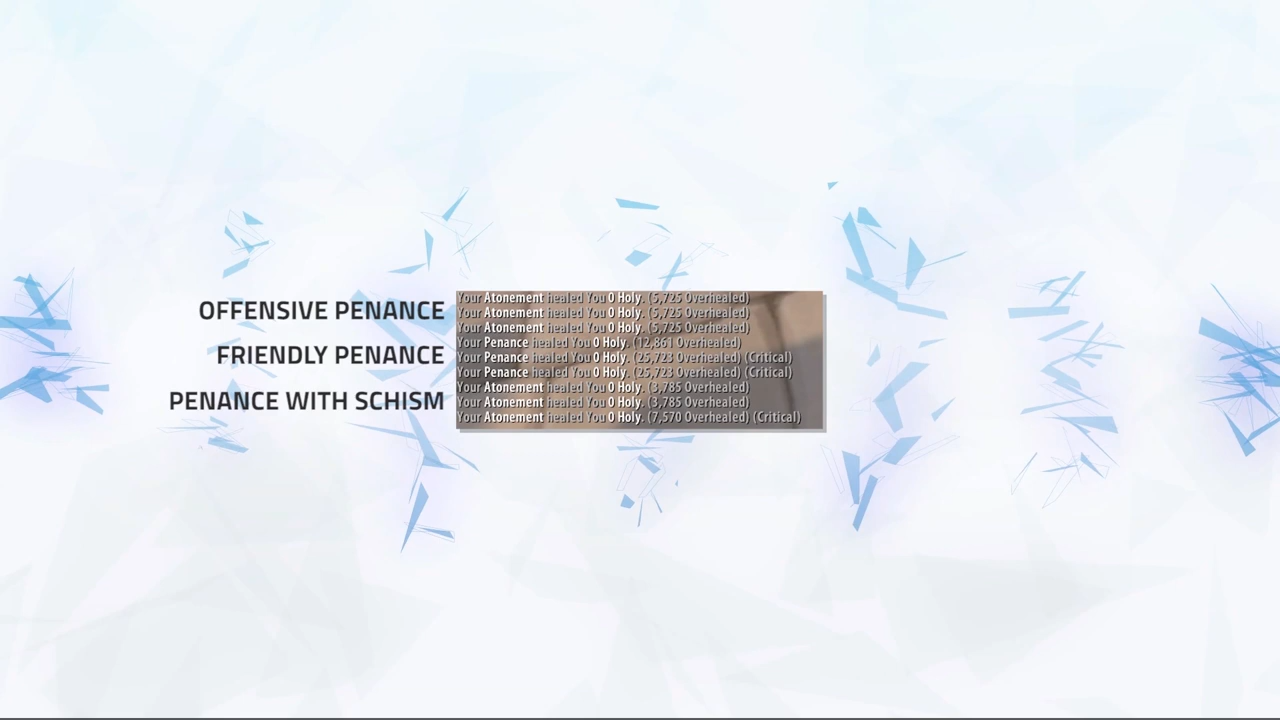 OFFENSIVE PENANCE
FRIENDLY PENANCE
PENANCE WITH SCHISM
Your Atonement healed You 0 Holy. (5,725 Overhealed)
Your Atonement healed You 0 Holy. (5,725 Overhealed)
Your Atonement healed You 0 Holy. (5,725 Overhealed)
Your Penance healed You 0 Holy. (12,861 Overhealed)
Your Penance healed You 0 Holy. (25,723 Overhealed) (Critical)
Your Penance healed You 0 Holy. (25,723 Overhealed) (Critical)
Your Atonement healed You 0 Holy. (3,785 Overhealed)
Your Atonement healed You 0 Holy. (3,785 Overhealed)
Your Atonement healed You 0 Holy. (7,570 Overhealed) (Critical)